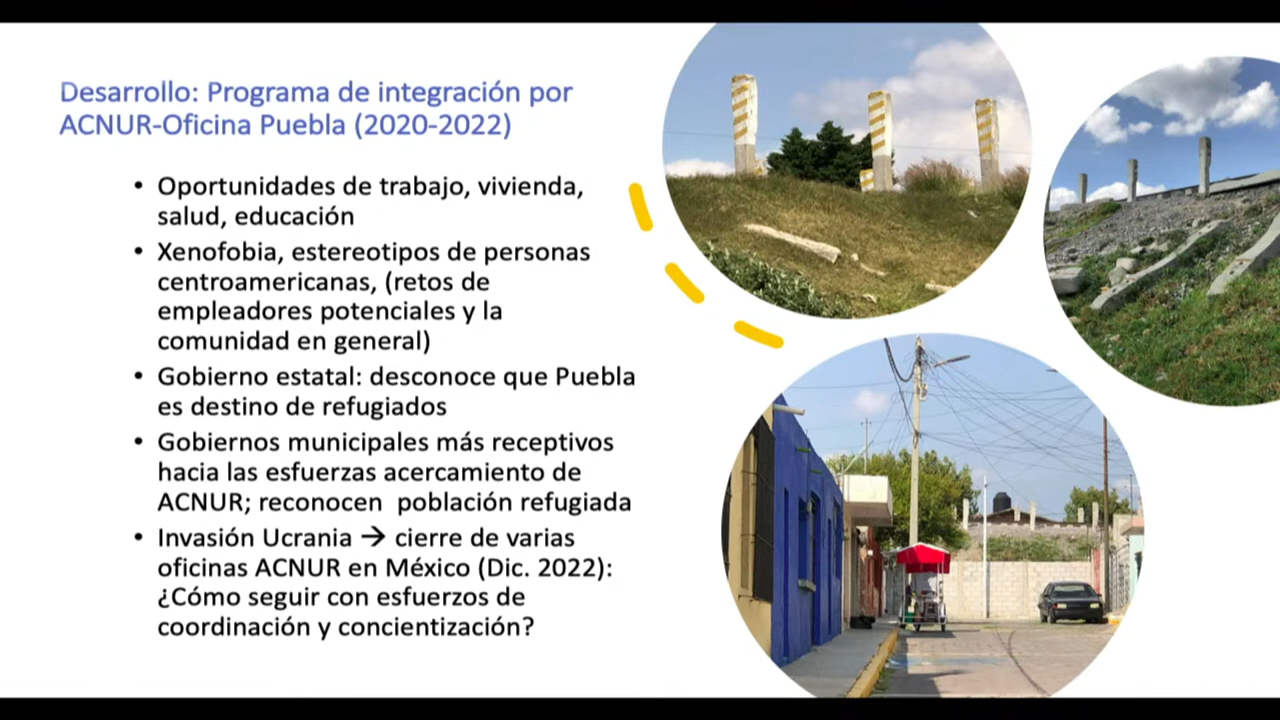 Desarrollo: Programa de integración por
ACNUR-Oficina Puebla (2020-2022)
• Oportunidades de trabajo, vivienda,
salud, educación
• Xenofobia, estereotipos de personas
centroamericanas, (retos de
empleadores potenciales y la
comunidad en general)
• Gobierno estatal: desconoce que Puebla
es destino de refugiados
• Gobiernos municipales más receptivos
hacia las esfuerzas acercamiento de
ACNUR; reconocen población refugiada
• Invasión Ucrania → cierre de varias
oficinas ACNUR en México (Dic. 2022):
¿Cómo seguir con esfuerzos de
coordinación y concientización?